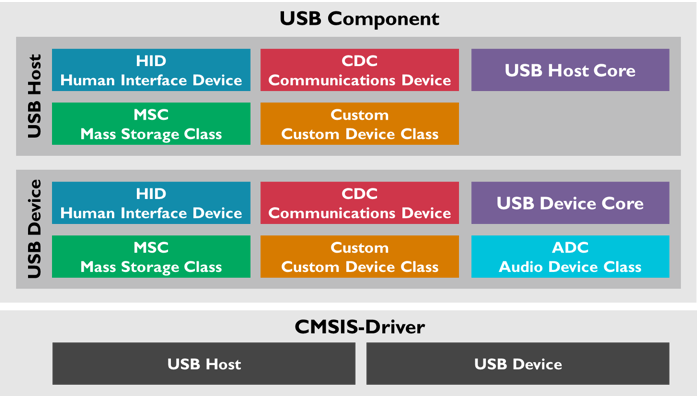 USB Component
USB Host
HID
Human Interface Device
CDC
Communications Device
USB Host Core
MSC
Mass Storage Class
Custom
Custom Device Class
USB Device
HID
Human Interface Device
CDC
Communications Device
USB Device Core
MSC
Mass Storage Class
Custom
Custom Device Class
ADC
Audio Device Class
CMSIS-Driver
USB Host
USB Device